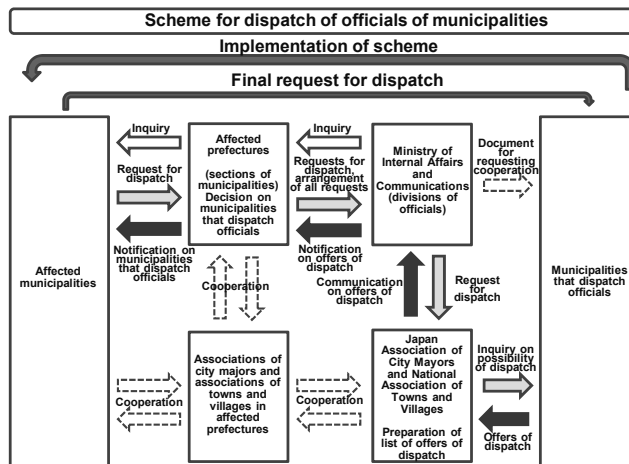 Scheme for dispatch of officials of municipalities
Implementation of scheme
Final request for dispatch
Affected
municipalities
Inquiry
Request for
dispatch
Notification on
municipalities
that dispatch
officials
Affected
prefectures
(sections of
municipalities)
Decision on
municipalities
that dispatch
officials
Inquiry
Requests for
dispatch,
arrangement
of all requests
Notification
on offers of
dispatch
Ministry of
Internal Affairs
and
Communications
(divisions of
officials)
Document
for
requesting
cooperation
Municipalities
that dispatch
officials
Cooperation
Communication
on offers of
dispatch
Request
for
dispatch
Cooperation
Associations of
city majors and
associations of
towns and
villages in
affected
prefectures
Cooperation
Japan
Association of
City Mayors
and National
Association of
Towns and
Villages
Preparation of
list of offers of
dispatch
Inquiry on
possibility
of dispatch
Offers of
dispatch